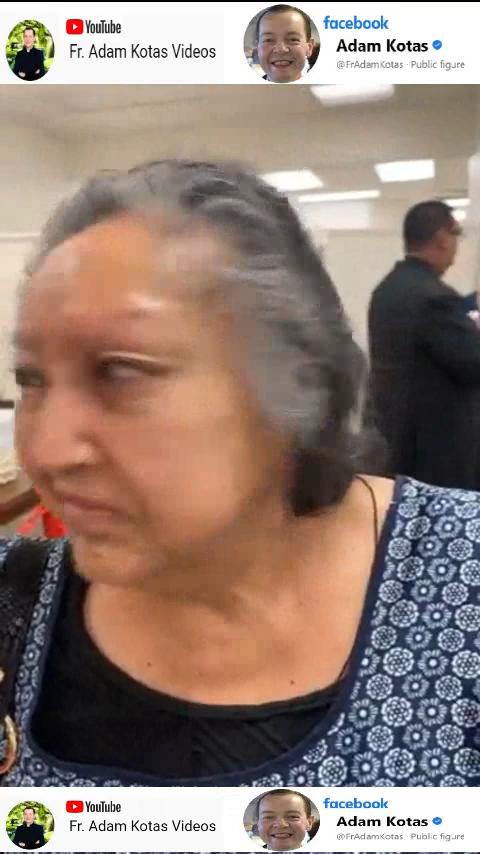 YouTube
Fr. Adam Kotas Videos
facebook
Adam Kotas
@FrAdamKotas · Public figure
YouTube
Fr. Adam Kotas Videos
facebook
Adam Kotas
@FrAdamKotas · Public figure